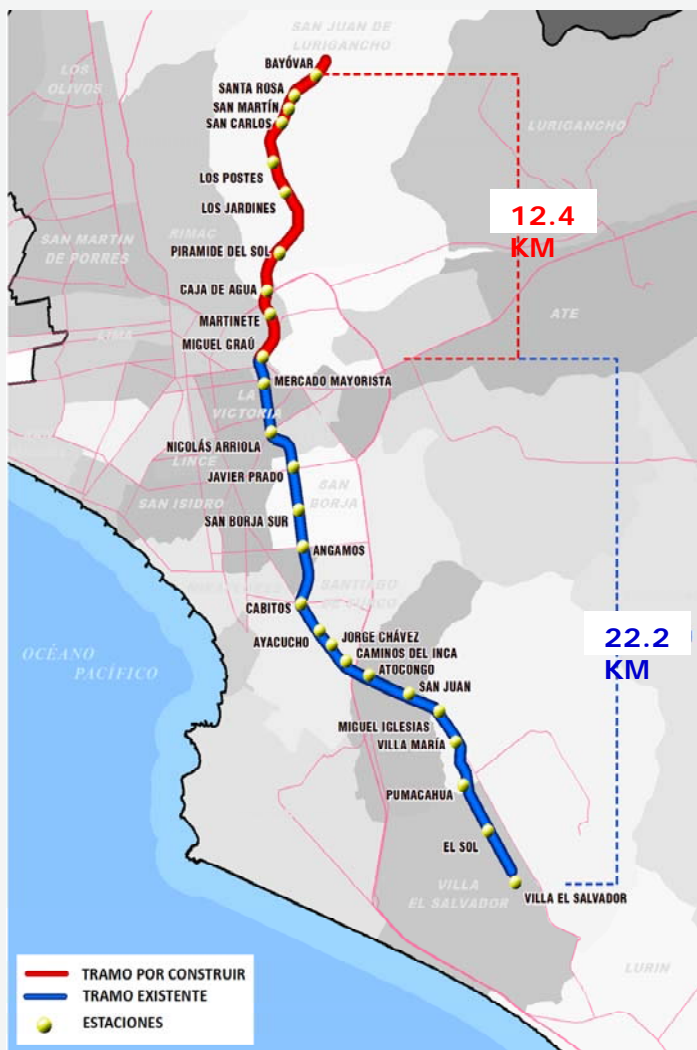 SAN JUAN DE
LURIGANCHO
BAYÓVAR
LOS
OLIVOS
SANTA ROSA
SAN MARTÍN
SAN CARLOS
LURIGANCHO
LOS POSTES
LOS JARDINES
12.4
KM
RIMAC
SAN MARTIN
DE PORRES
PIRAMIDE DEL SOL
CAJA DE AGUA
MARTINETE
ATE
LIMA
MIGUEL GRAÚ
MERCADO MAYORISTA
LA
VICTORIA
NICOLÁS ARRIOLA
LINCE
JAVIER PRADO
SAN
BORJA
SAN ISIDRO
SAN BORJA SUR
ANGAMOS
SANTIAGO
DE SURCO
CABITOS
AYACUCHO
JORGE CHÁVEZ
CAMINOS DEL INCA
ATOCONGO
22.2
KM
OCÉANO
PACÍFICO
SAN JUAN
MIGUEL IGLESIAS
VILLA MARÍA
PUMACAHUA
EL SOL
VILLA
EL SALVADOR
VILLA EL SALVADOR
LURIN
TRAMO POR CONSTRUIR
TRAMO EXISTENTE
ESTACIONES